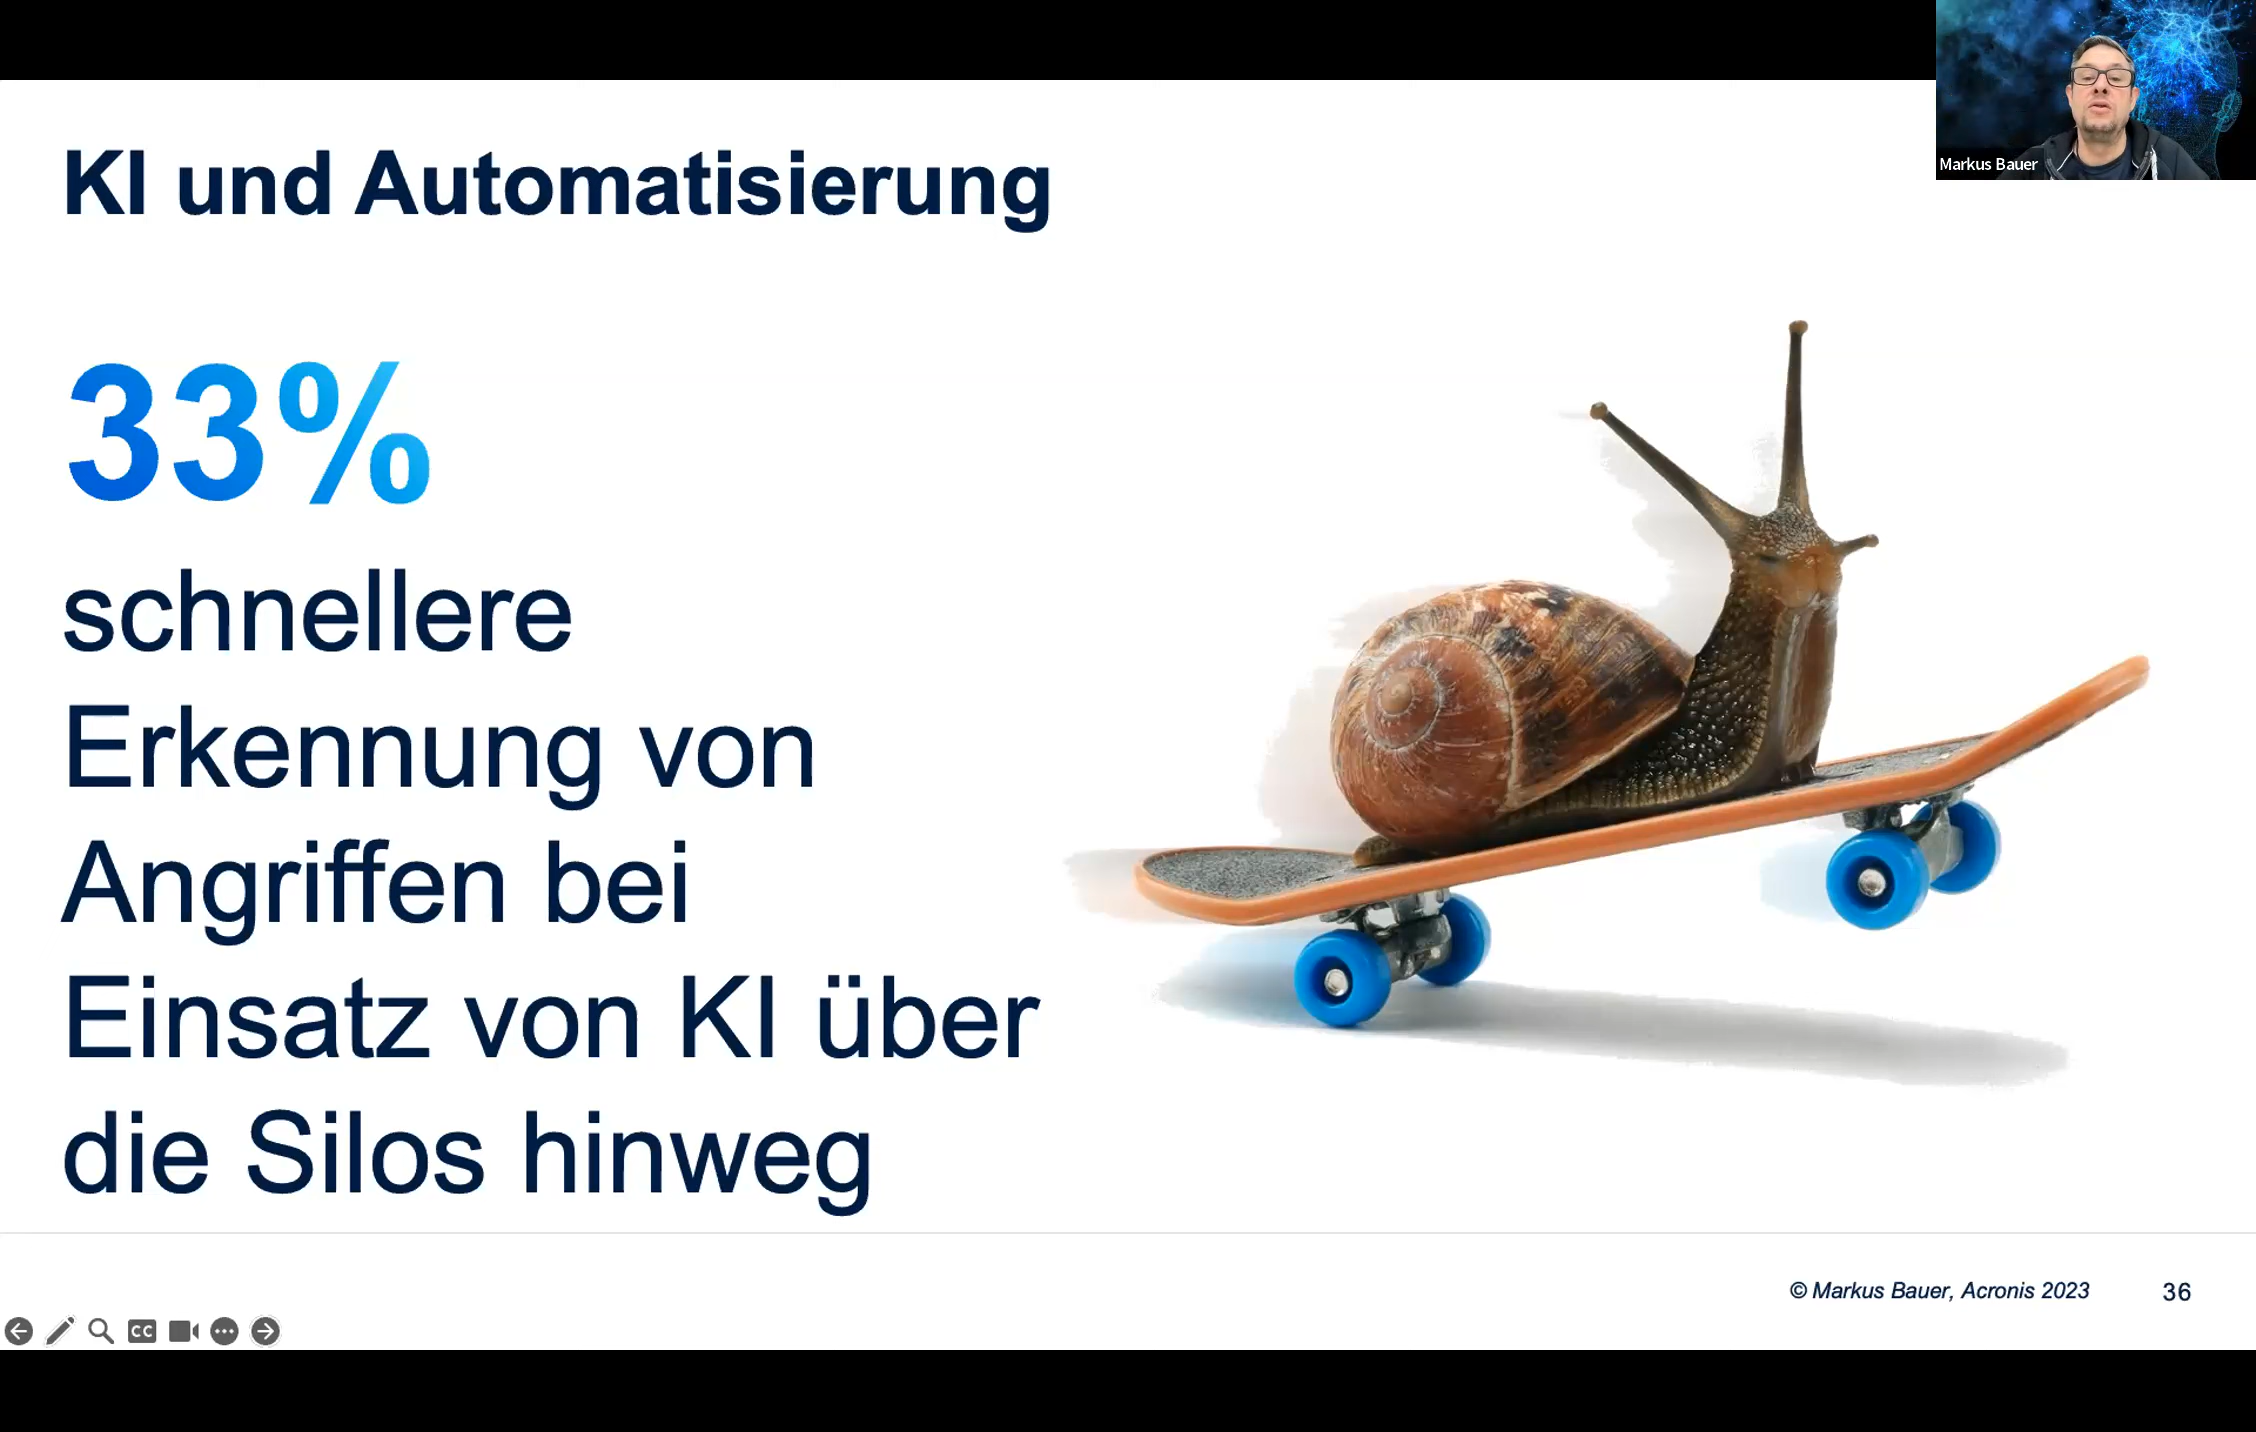 Markus Bauer
KI und Automatisierung
33%
schnellere
Erkennung von
Angriffen bei
Einsatz von KI über
die Silos hinweg
© Markus Bauer, Acronis 2023
36
CC